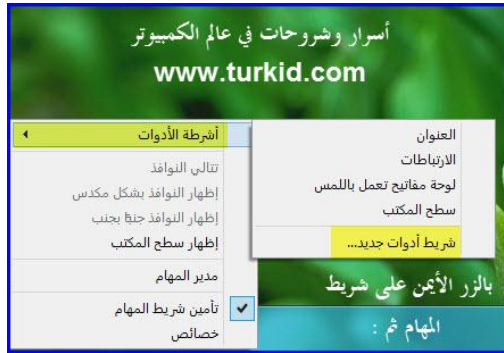 أسرار وشروحات في عالم الكمبيوتر
www.turkid.com
أشرطة الأدوات
تتالي النوافذ
إظهار النوافذ بشكل مكدس
إظهار النوافذ جنبًا بجنب
إظهار سطح المكتب
مدير المهام
تأمين شريط المهام
خصائص
العنوان
الارتباطات
لوحة مفاتيح تعمل باللمس
سطح المكتب
شريط أدوات جديد...
بالزر الأيمن على شريط
المهام ثم :